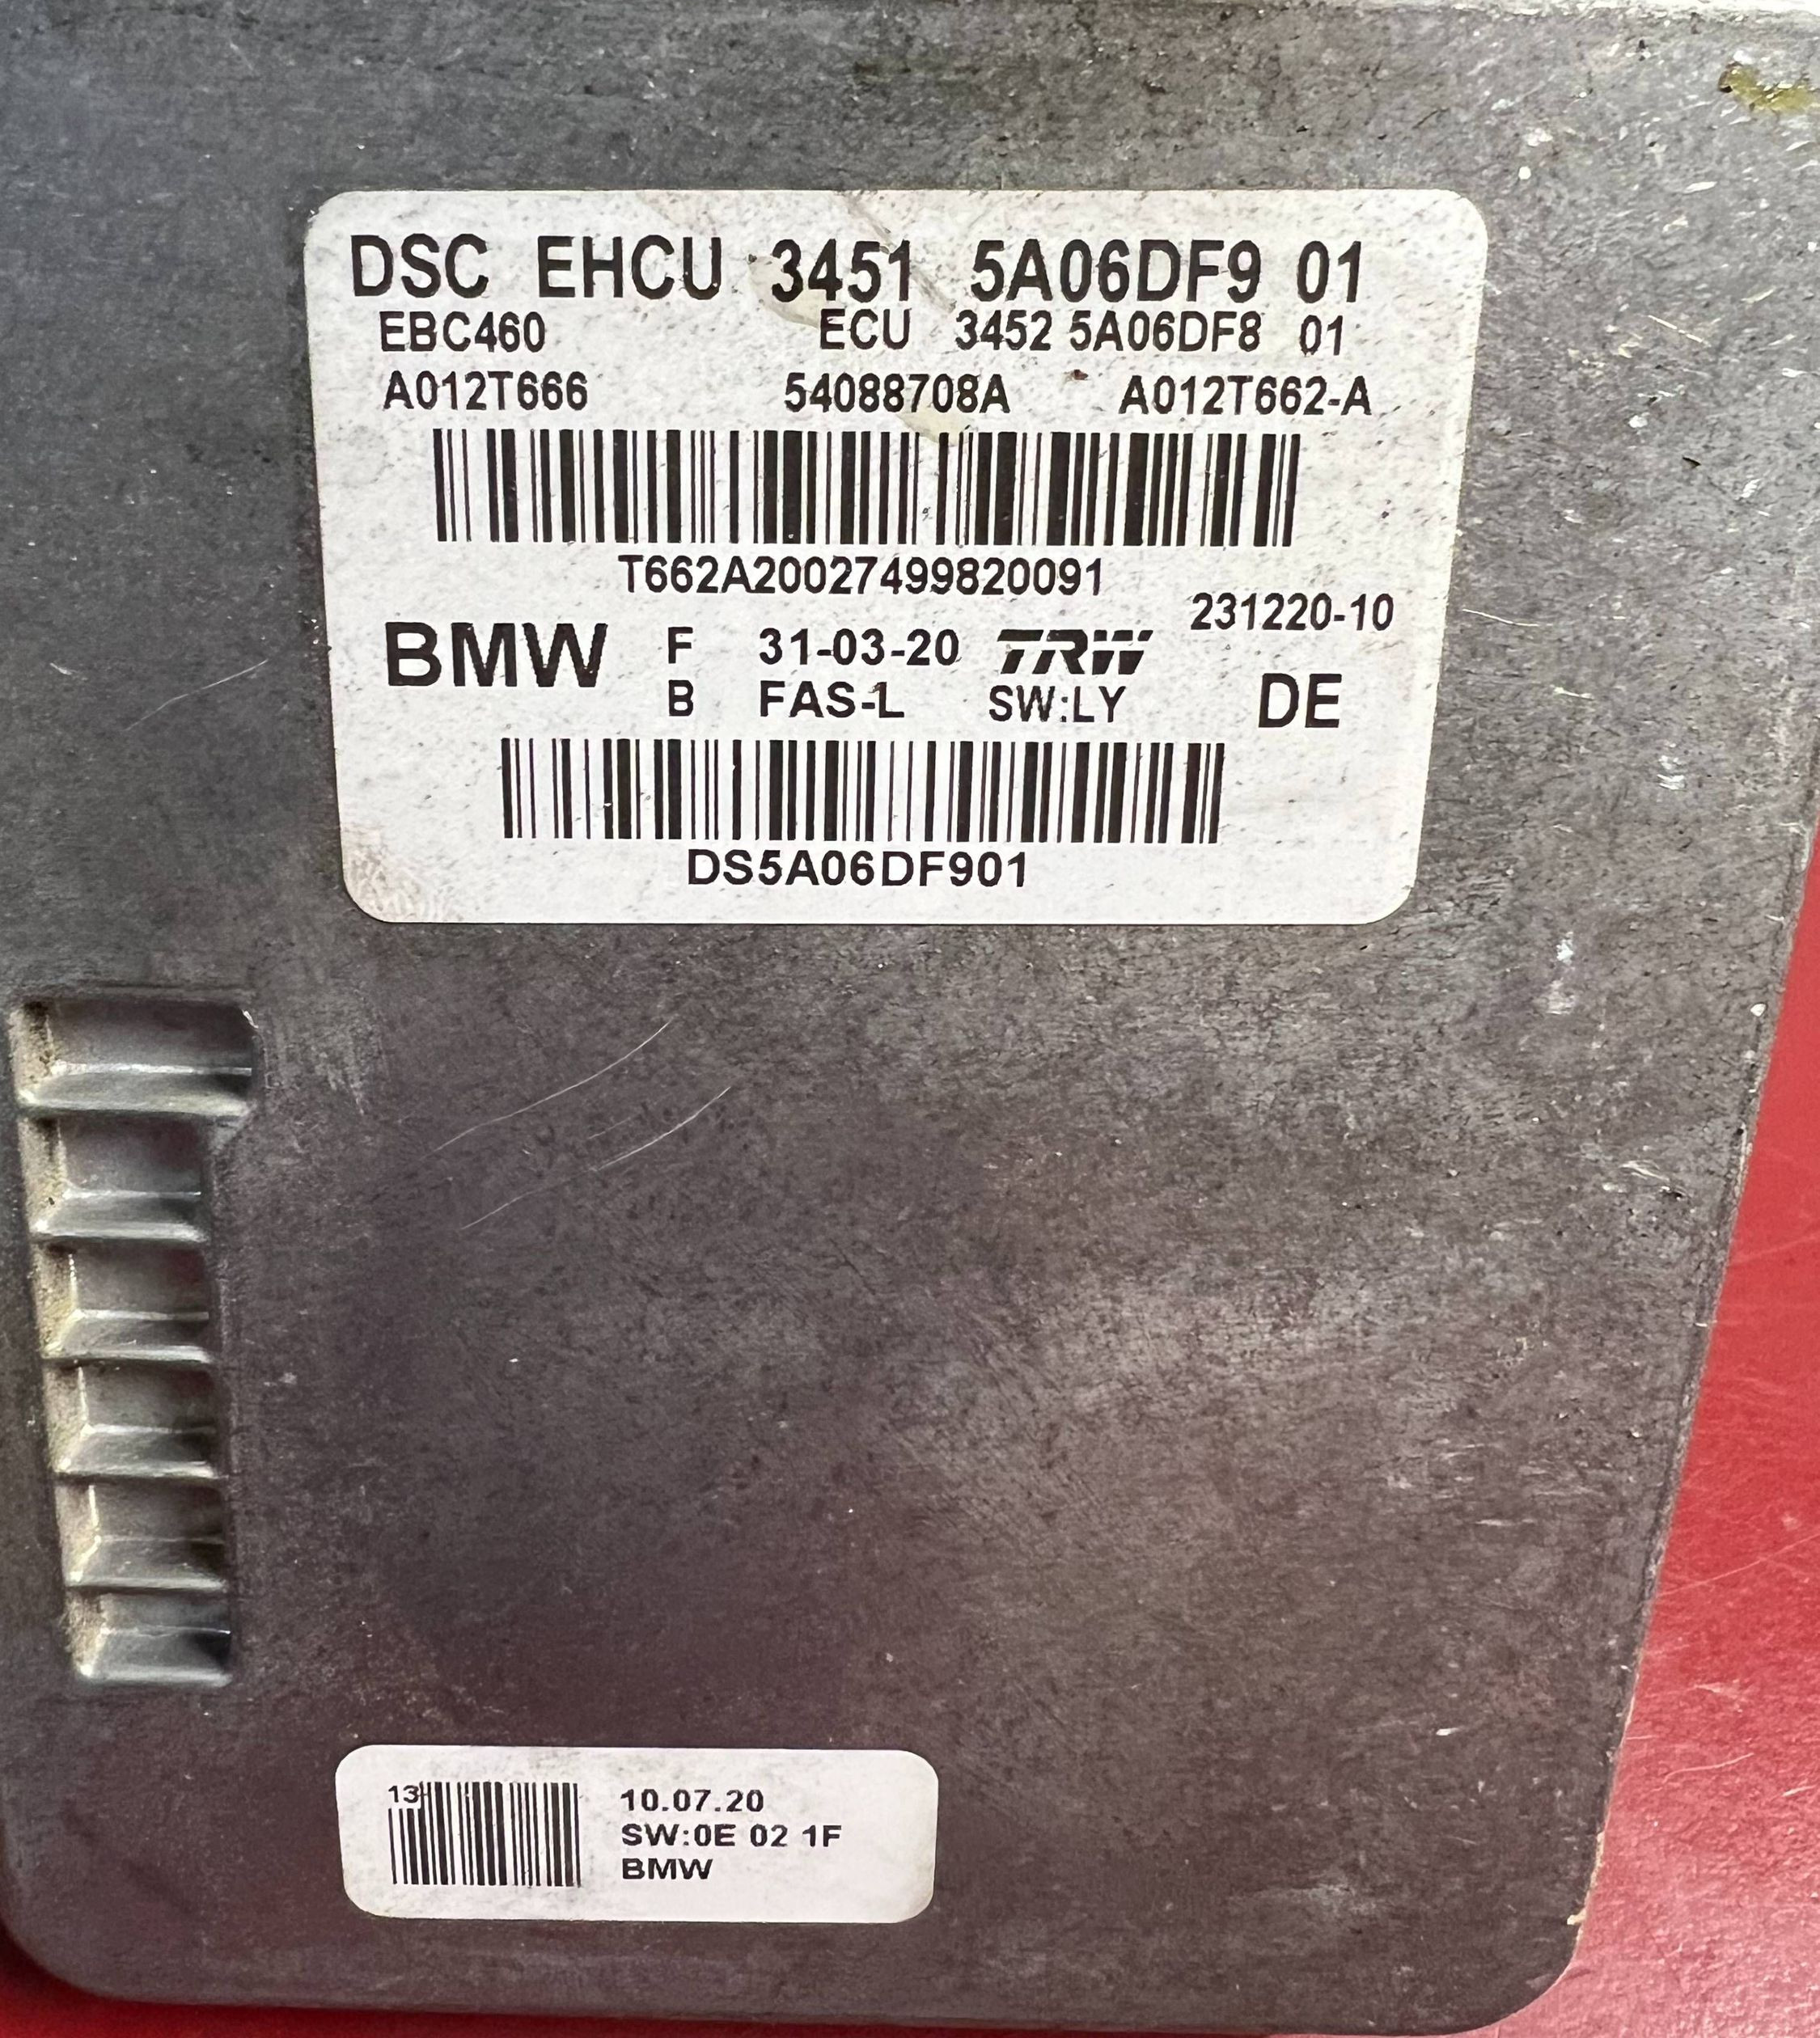 DSC EHCU 3451 5A06DF9 01
EBC460 ECU 3452 5A06DF8 01
A012T666 54088708A A012T662-A
T662A20027499820091
231220-10
BMW F 31-03-20 TRW
B FAS-L SW:LY DE
DS5A06DF901
13 10.07.20
SW:0E 02 1F
BMW